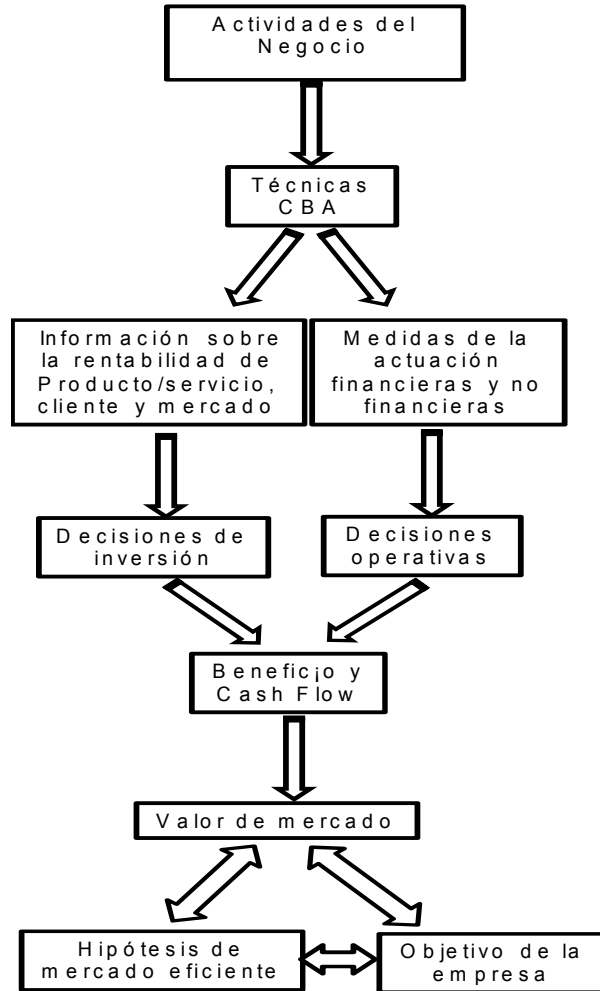 Actividades del
Negocio
Técnicas
CBA
Información sobre
la rentabilidad de
Producto/servicio,
cliente y mercado
Medidas de la
actuación
financieras y no
financieras
Decisiones de
inversión
Decisiones
operativas
Benefic¡o y
Cash Flow
Valor de mercado
Hipótesis de
mercado eficiente
Objetivo de la
empresa